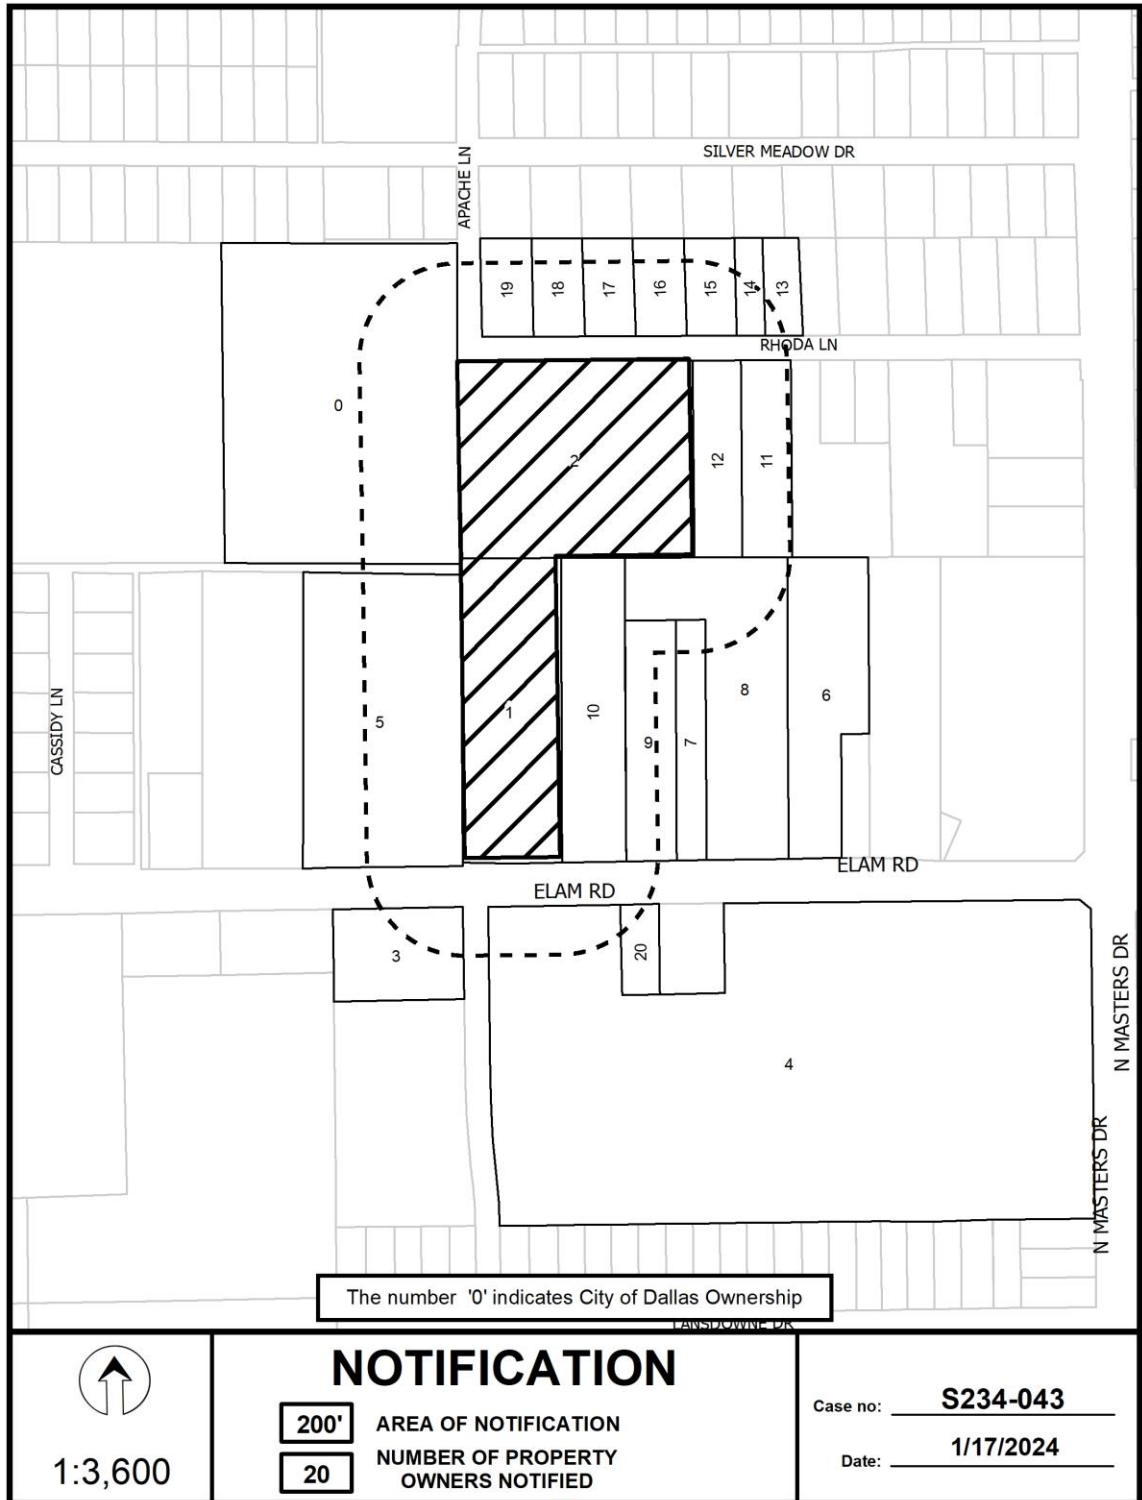 SILVER MEADOW DR
APACHE LN
19
18
17
16
15
14
13
RHODA LN
0
2
12
11
CASSIDY LN
5
1
10
9
7
8
6
ELAM RD
ELAM RD
3
20
4
N MASTERS DR
N MASTERS DR
The number '0' indicates City of Dallas Ownership
LANSDOWNE DR
1:3,600
NOTIFICATION
200' AREA OF NOTIFICATION
20 NUMBER OF PROPERTY
OWNERS NOTIFIED
Case no: S234-043
Date: 1/17/2024